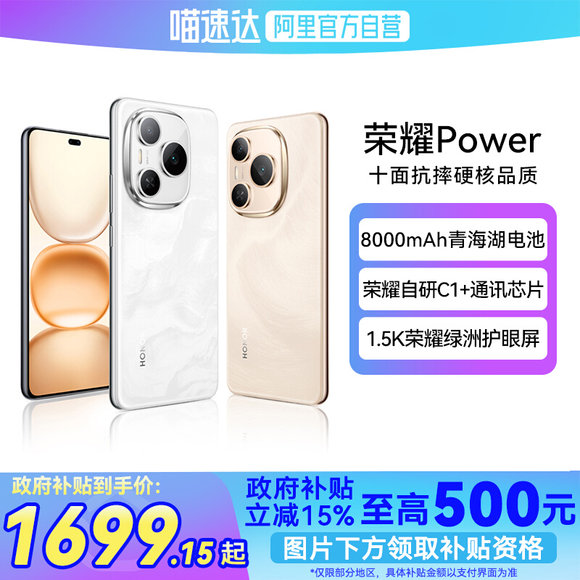 喵速达 阿里官方自营
荣耀Power
十面抗摔硬核品质
8000mAh青海湖电池
荣耀自研C1+通讯芯片
1.5K荣耀绿洲护眼屏
HONOR
HONOR
政府补贴到手价:
1699.15起
政府补贴
立减15%
至高500元
图片下方领取补贴资格
*仅限部分地区，具体补贴金额以支付界面为准